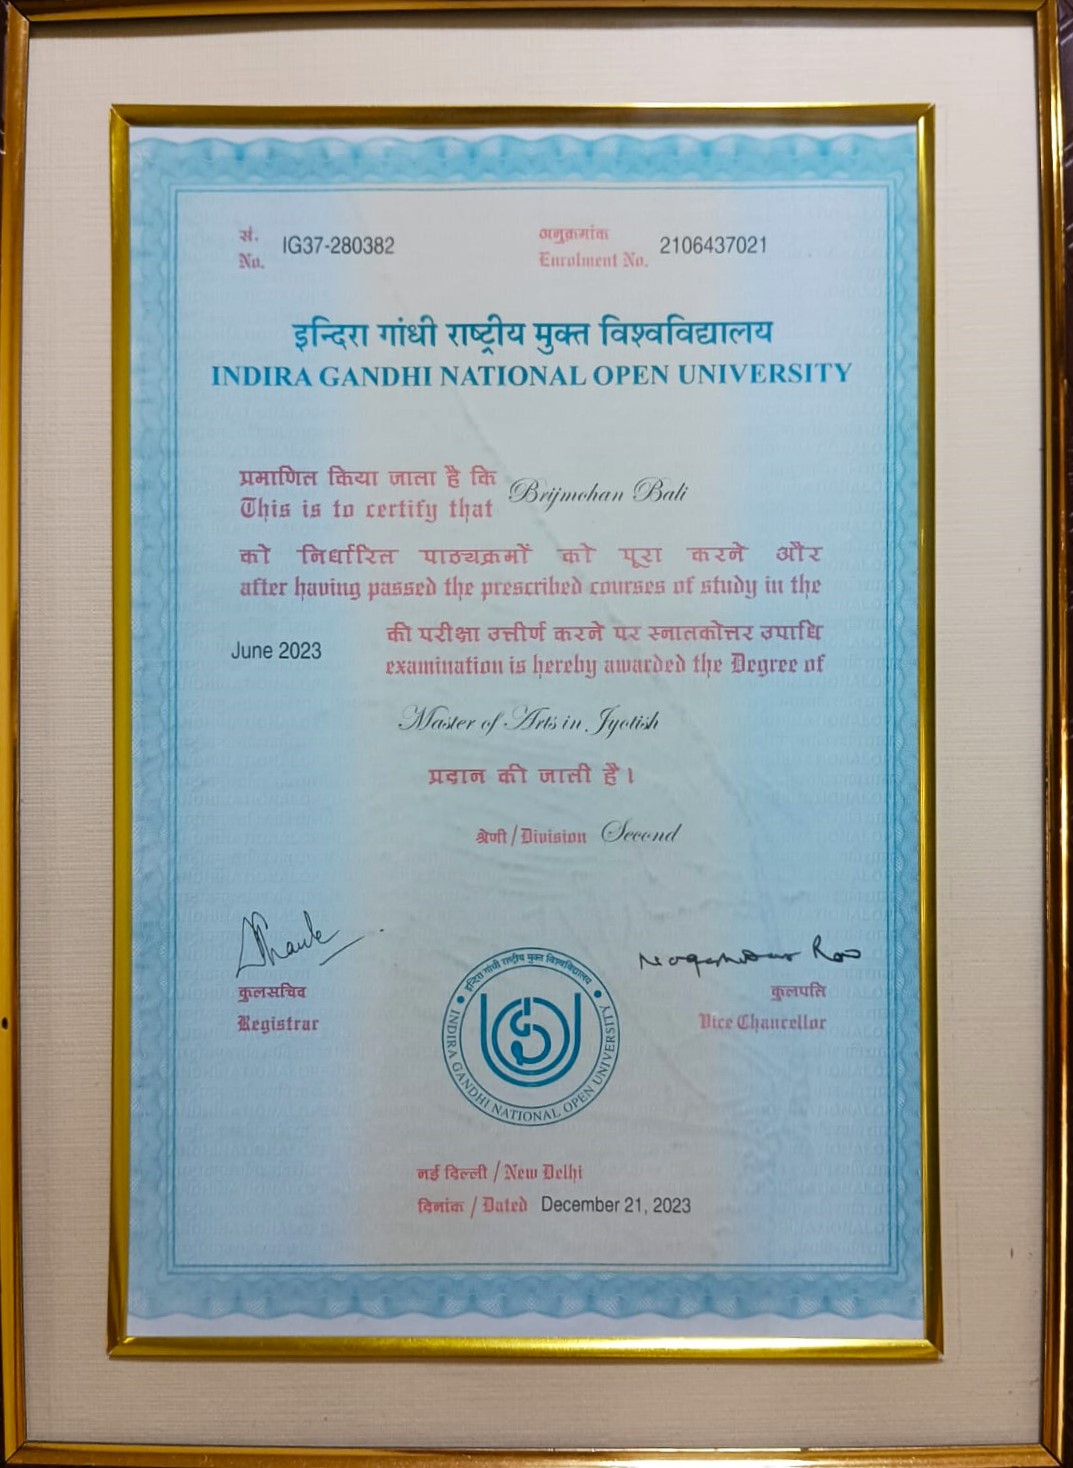 सं.
No. IG37-280382
अनुक्रमांक
Enrolment No. 2106437021
इन्दिरा गांधी राष्ट्रीय मुक्त विश्वविद्यालय
INDIRA GANDHI NATIONAL OPEN UNIVERSITY
प्रमाणित किया जाता है कि
This is to certify that Brijmohan Bali
को निर्धारित पाठ्यक्रमों को पूरा करने और
after having passed the prescribed courses of study in the
June 2023 की परीक्षा उत्तीर्ण करने पर स्नातकोत्तर उपाधि
examination is hereby awarded the Degree of
Master of Arts in Jyotish
प्रदान की जाती है।
श्रेणी / Division Second
कुलसचिव
Registrar
Nageshwar Rao
कुलपति
Vice Chancellor
इन्दिरा गांधी राष्ट्रीय मुक्त विश्वविद्यालय
INDIRA GANDHI NATIONAL OPEN UNIVERSITY
नई दिल्ली / New Delhi
दिनांक / Dated December 21, 2023